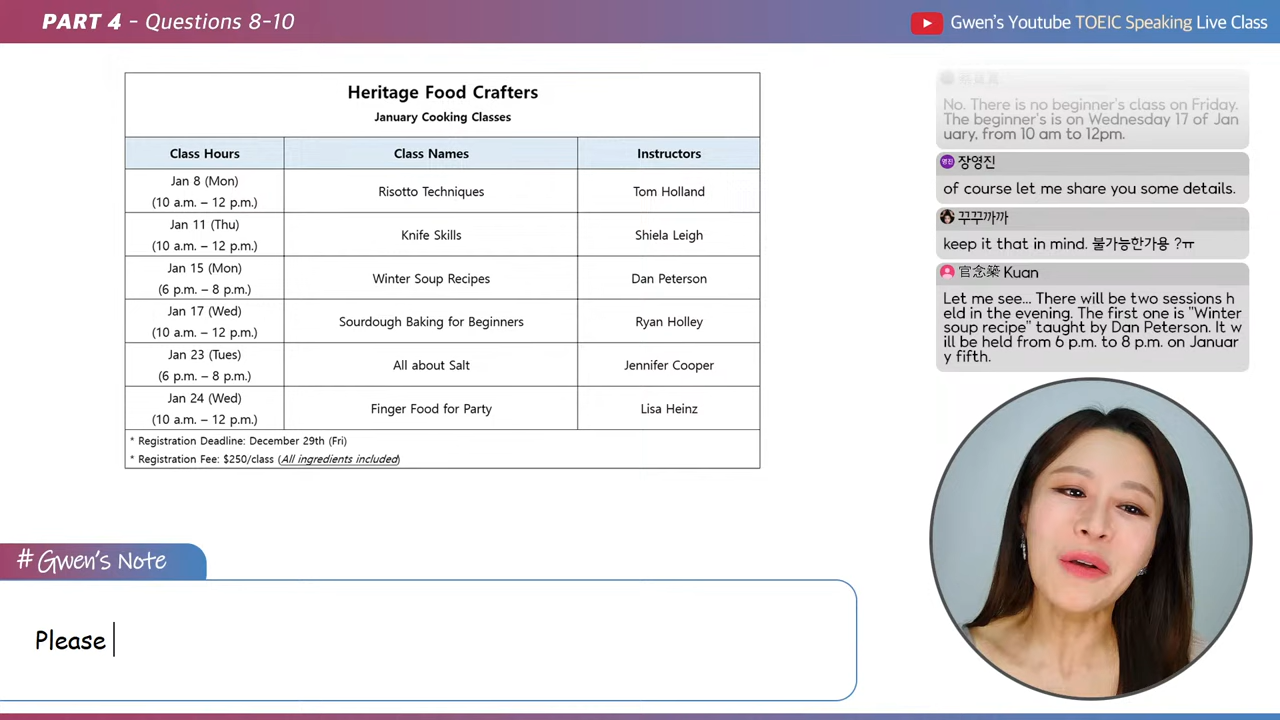 PART 4 - Questions 8-10
Gwen's Youtube TOEIC Speaking Live Class
Heritage Food Crafters
January Cooking Classes
Class Hours Class Names Instructors
Jan 8 (Mon)
(10 a.m. – 12 p.m.)
Risotto Techniques
Tom Holland
Jan 11 (Thu)
(10 a.m. – 12 p.m.)
Knife Skills
Shiela Leigh
Jan 15 (Mon)
(6 p.m. – 8 p.m.)
Winter Soup Recipes
Dan Peterson
Jan 17 (Wed)
(10 a.m. – 12 p.m.)
Sourdough Baking for Beginners
Ryan Holley
Jan 23 (Tues)
(6 p.m. – 8 p.m.)
All about Salt
Jennifer Cooper
Jan 24 (Wed)
(10 a.m. – 12 p.m.)
Finger Food for Party
Lisa Heinz
* Registration Deadline: December 29th (Fri)
* Registration Fee: $250/class (All ingredients included)
No. There is no beginner's class on Friday.
The beginner's is on Wednesday 17 of Jan
uary, from 10 am to 12pm.
영진 장영진
of course let me share you some details.
꾸꾸까까
keep it that in mind. 불가능한가용 ?ㅠ
官念築 Kuan
Let me see... There will be two sessions h
eld in the evening. The first one is "Winter
soup recipe" taught by Dan Peterson. It w
ill be held from 6 p.m. to 8 p.m. on Januar
y fifth.
# Gwen's Note
Please